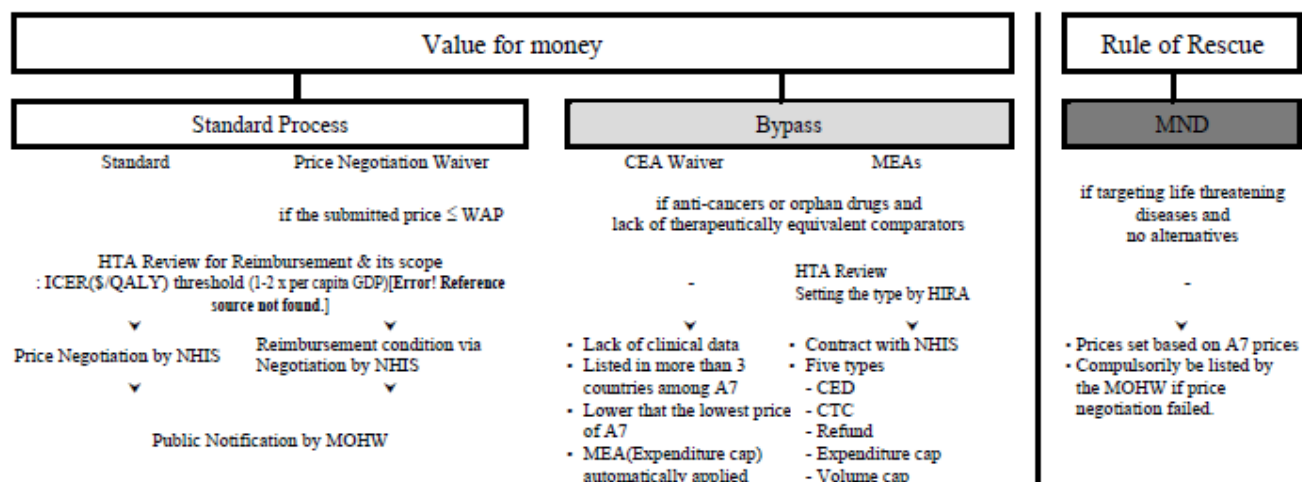 Value for money
Rule of Rescue
Standard Process
Bypass
MND
Standard
Price Negotiation Waiver
CEA Waiver
MEAs
if the submitted price ≤ WAP
if anti-cancers or orphan drugs and
lack of therapeutically equivalent comparators
if targeting life threatening
diseases and
no alternatives
HTA Review for Reimbursement & its scope
: ICER($/QALY) threshold (1-2 x per capita GDP)[Error! Reference
source not found.]
-
HTA Review
Setting the type by HIRA
-
Price Negotiation by NHIS
Reimbursement condition via
Negotiation by NHIS
Public Notification by MOHW
• Lack of clinical data
• Listed in more than 3
countries among A7
• Lower that the lowest price
of A7
• MEA(Expenditure cap)
automatically applied
• Contract with NHIS
• Five types
- CED
- CTC
- Refund
- Expenditure cap
- Volume cap
• Prices set based on A7 prices
• Compulsorily be listed by
the MOHW if price
negotiation failed.